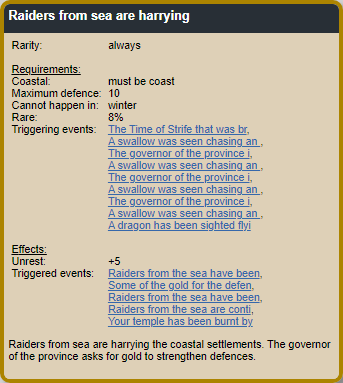 Raiders from sea are harrying
Rarity: always
Requirements:
Coastal: must be coast
Maximum defence: 10
Cannot happen in: winter
Rare: 8%
Triggering events: The Time of Strife that was br,
A swallow was seen chasing an ,
The governor of the province i,
A swallow was seen chasing an ,
The governor of the province i,
A swallow was seen chasing an ,
The governor of the province i,
A swallow was seen chasing an ,
A dragon has been sighted flyi
Effects:
Unrest: +5
Triggered events: Raiders from the sea have been,
Some of the gold for the defen,
Raiders from the sea have been,
Raiders from the sea are conti,
Your temple has been burnt by
Raiders from sea are harrying the coastal settlements. The governor
of the province asks for gold to strengthen defences.